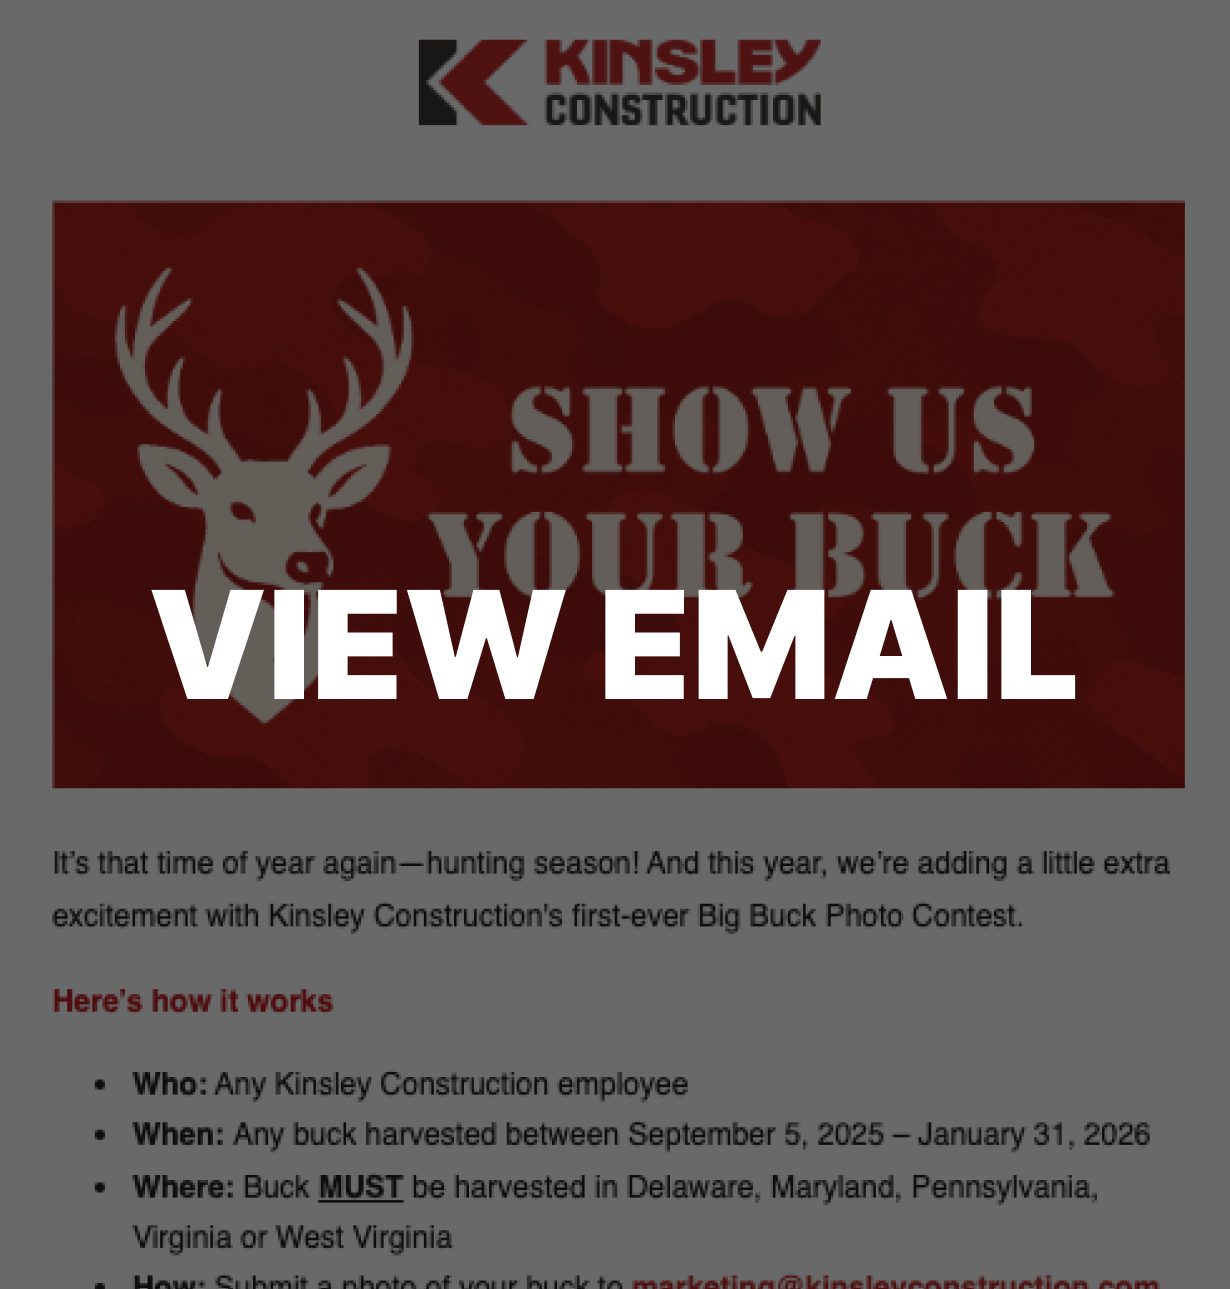 KINSLEY
CONSTRUCTION
SHOW US
YOUR BUCK
VIEW EMAIL
It’s that time of year again—hunting season! And this year, we’re adding a little extra
excitement with Kinsley Construction's first-ever Big Buck Photo Contest.
Here’s how it works
• Who: Any Kinsley Construction employee
• When: Any buck harvested between September 5, 2025 – January 31, 2026
• Where: Buck MUST be harvested in Delaware, Maryland, Pennsylvania,
Virginia or West Virginia
• How: Submit a photo of your buck to marketing@kinsleyconstruction.com